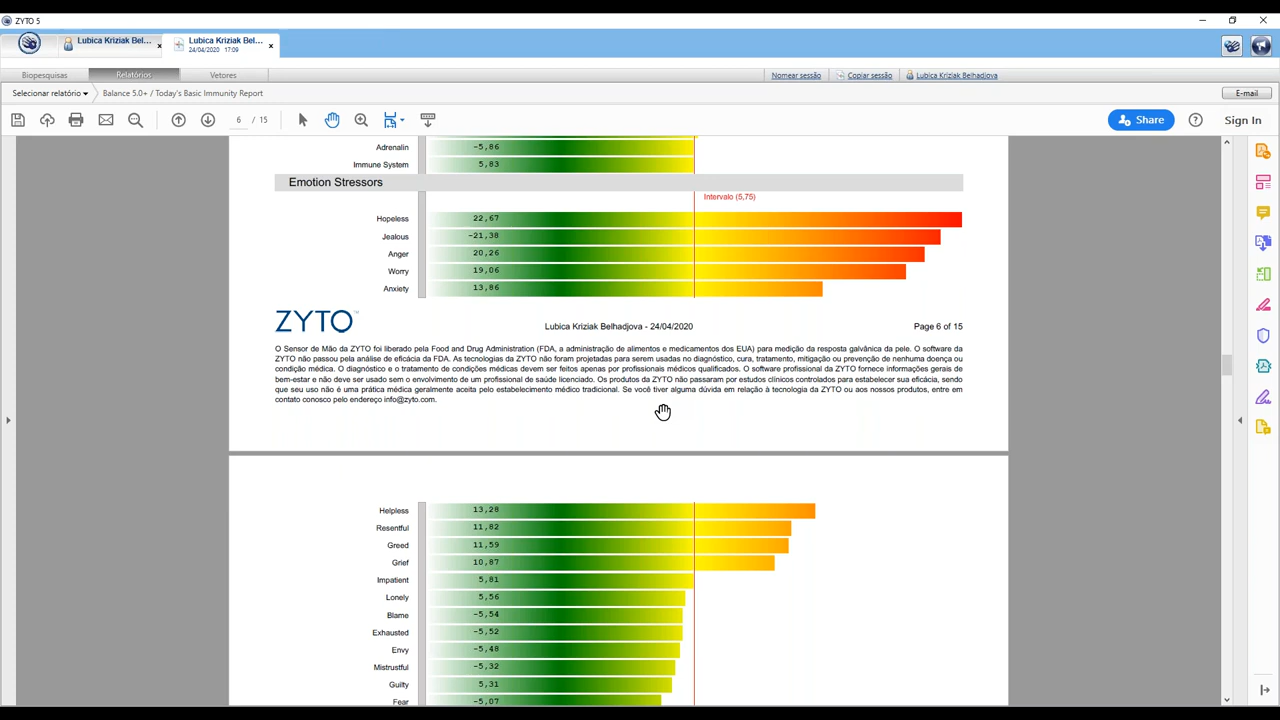 ZYTO 5
Lubica Kriziak Bel...
Lubica Kriziak Bel...
24/04/2020 17:09
Biopesquisas
Relatórios
Vetores
Nomear sessão
Copiar sessão
Lubica Kriziak Belhadjova
Selecionar relatório
Balance 5.0+ / Today's Basic Immunity Report
E-mail
6 / 15
Share
Sign In
Adrenalin -5,86
Immune System 5,83
Emotion Stressors
Intervalo (5,75)
Hopeless 22,67
Jealous -21,38
Anger 20,26
Worry 19,06
Anxiety 13,86
ZYTO™
Lubica Kriziak Belhadjova - 24/04/2020
Page 6 of 15
O Sensor de Mão da ZYTO foi liberado pela Food and Drug Administration (FDA, a administração de alimentos e medicamentos dos EUA) para medição da resposta galvânica da pele. O software da
ZYTO não passou pela análise de eficácia da FDA. As tecnologias da ZYTO não foram projetadas para serem usadas no diagnóstico, cura, tratamento, mitigação ou prevenção de nenhuma doença ou
condição médica. O diagnóstico e o tratamento de condições médicas devem ser feitos apenas por profissionais médicos qualificados. O software profissional da ZYTO fornece informações gerais de
bem-estar e não deve ser usado sem o envolvimento de um profissional de saúde licenciado. Os produtos da ZYTO não passaram por estudos clínicos controlados para estabelecer sua eficácia, sendo
que seu uso não é uma prática médica geralmente aceita pelo estabelecimento médico tradicional. Se você tiver alguma dúvida em relação à tecnologia da ZYTO ou aos nossos produtos, entre em
contato conosco pelo endereço info@zyto.com.
Helpless 13,28
Resentful 11,82
Greed 11,59
Grief 10,87
Impatient 5,81
Lonely 5,56
Blame -5,54
Exhausted -5,52
Envy -5,48
Mistrustful -5,32
Guilty 5,31
Fear -5,07